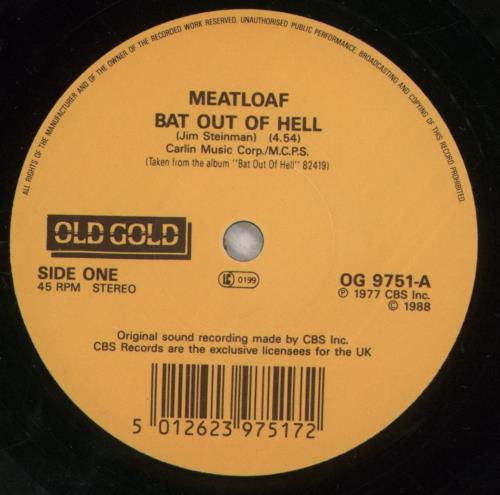 ALL RIGHTS OF THE MANUFACTURER AND OF THE OWNER OF THE RECORDED WORK RESERVED. UNAUTHORISED PUBLIC PERFORMANCE, BROADCASTING AND COPYING OF THIS RECORD PROHIBITED.
MEATLOAF
BAT OUT OF HELL
(Jim Steinman) (4.54)
Carlin Music Corp./M.C.P.S.
(Taken from the album "Bat Out Of Hell" 82419)
OLD GOLD
SIDE ONE
45 RPM STEREO
LC 0199
OG 9751-A
℗ 1977 CBS Inc.
© 1988
Original sound recording made by CBS Inc.
CBS Records are the exclusive licensees for the UK
5 012623 975172